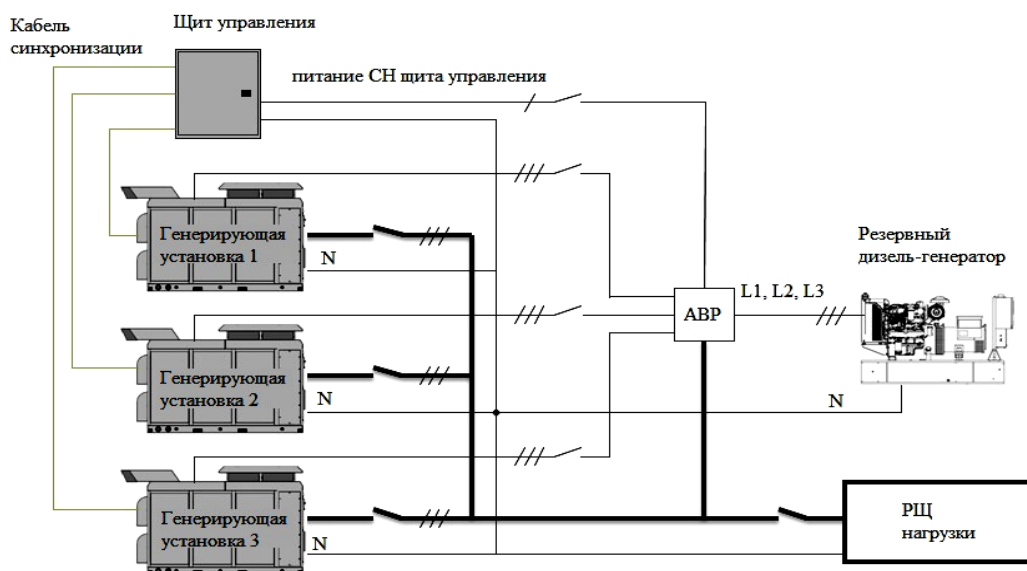 Кабель
синхронизации
Щит управления
питание СН щита управления
Генерирующая
установка 1
N
Резервный
дизель-генератор
L1, L2, L3
АВР
Генерирующая
установка 2
N
N
Генерирующая
установка 3
N
РЩ
нагрузки